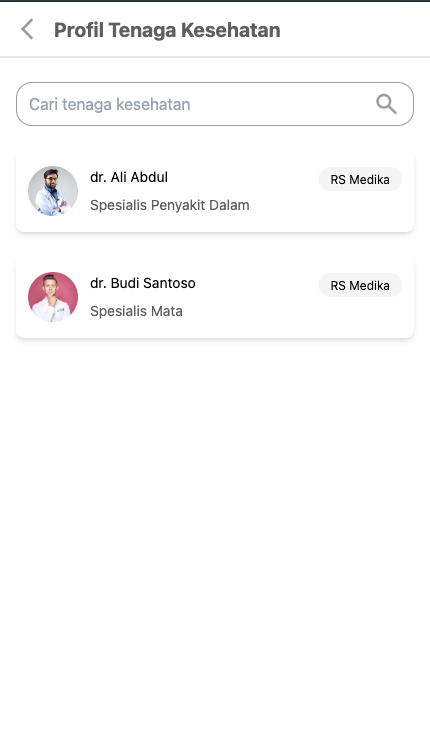 Profil Tenaga Kesehatan
Cari tenaga kesehatan
dr. Ali Abdul
RS Medika
Spesialis Penyakit Dalam
dr. Budi Santoso
RS Medika
Spesialis Mata